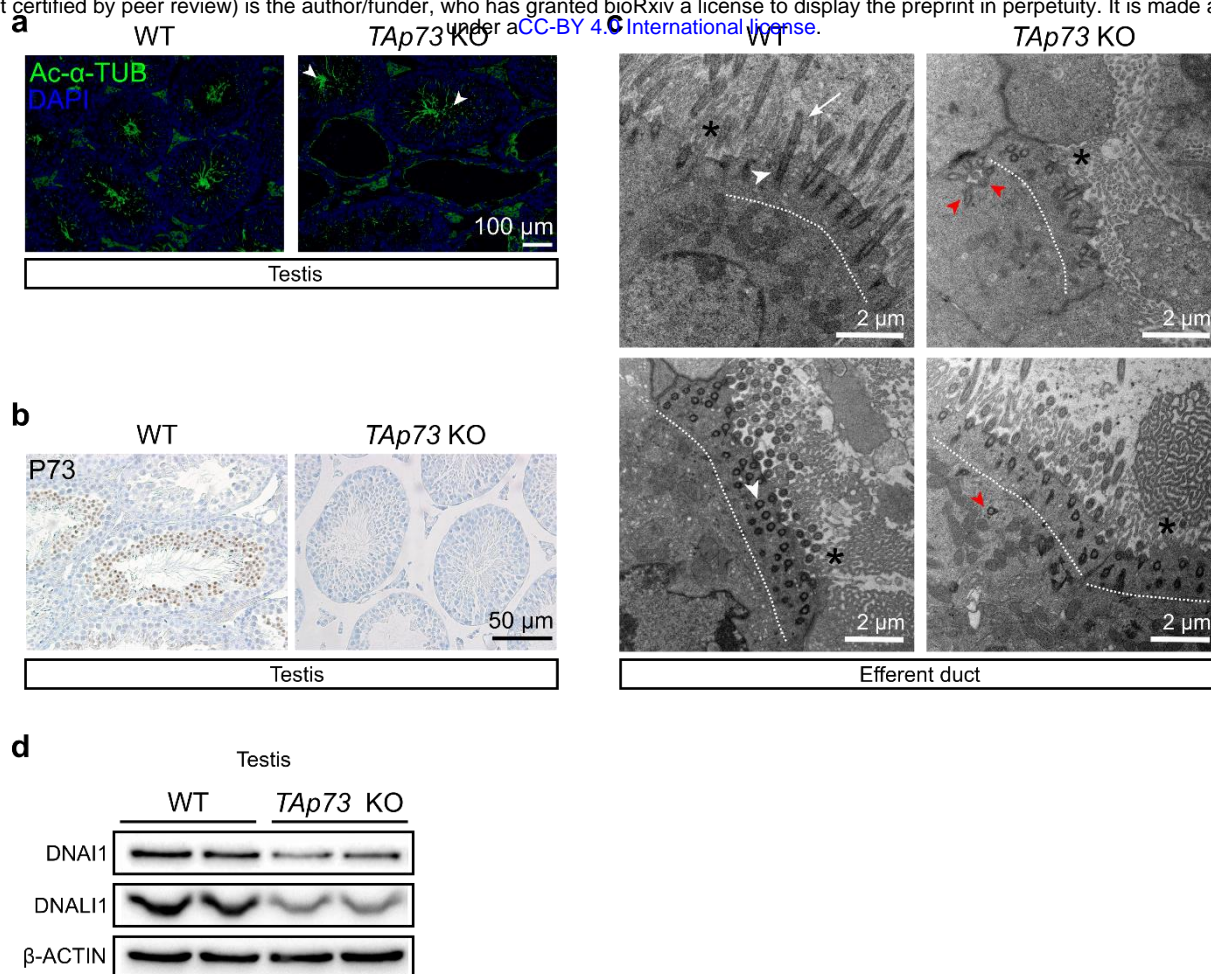 t certified by peer review) is the author/funder, who has granted bioRxiv a license to display the preprint in perpetuity. It is made a
under aCC-BY 4.0 International license.
a
WT
TAp73 KO
Ac-α-TUB
DAPI
100 µm
Testis
b
WT
TAp73 KO
P73
50 µm
Testis
c
WT
TAp73 KO
*
*
2 µm
2 µm
*
*
2 µm
2 µm
Efferent duct
d
Testis
WT
TAp73 KO
DNAI1
DNALI1
β-ACTIN